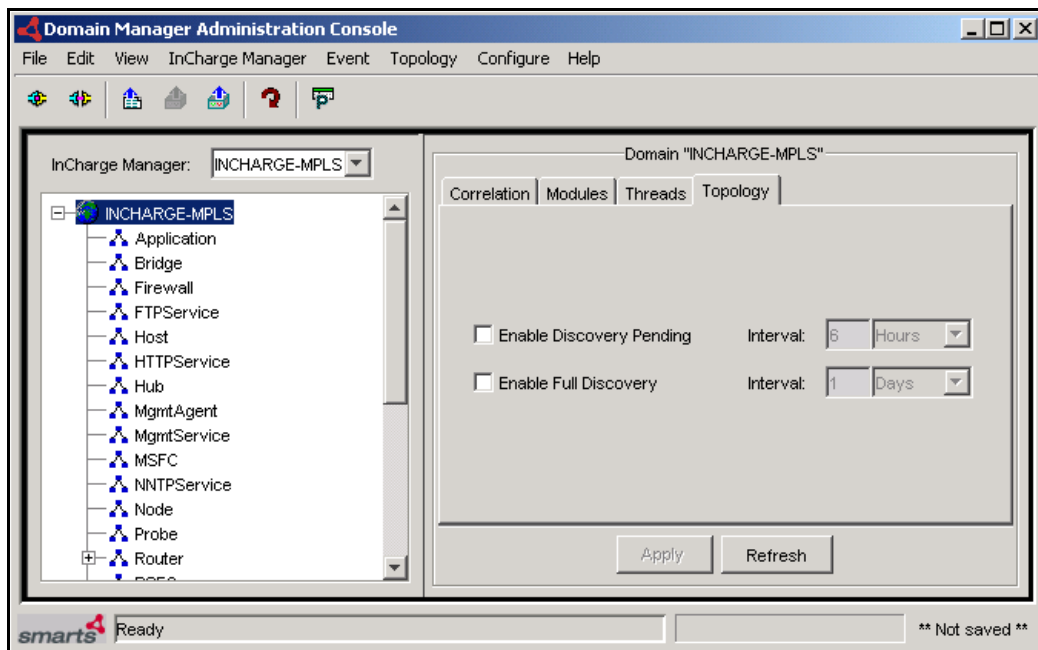 Domain Manager Administration Console
File Edit View InCharge Manager Event Topology Configure Help
InCharge Manager: INCHARGE-MPLS
INCHARGE-MPLS
Application
Bridge
Firewall
FTPService
Host
HTTPService
Hub
MgmtAgent
MgmtService
MSFC
NNTPService
Node
Probe
Router
Domain "INCHARGE-MPLS"
Correlation Modules Threads Topology
Enable Discovery Pending Interval: 6 Hours
Enable Full Discovery Interval: 1 Days
Apply Refresh
smarts Ready ** Not saved **